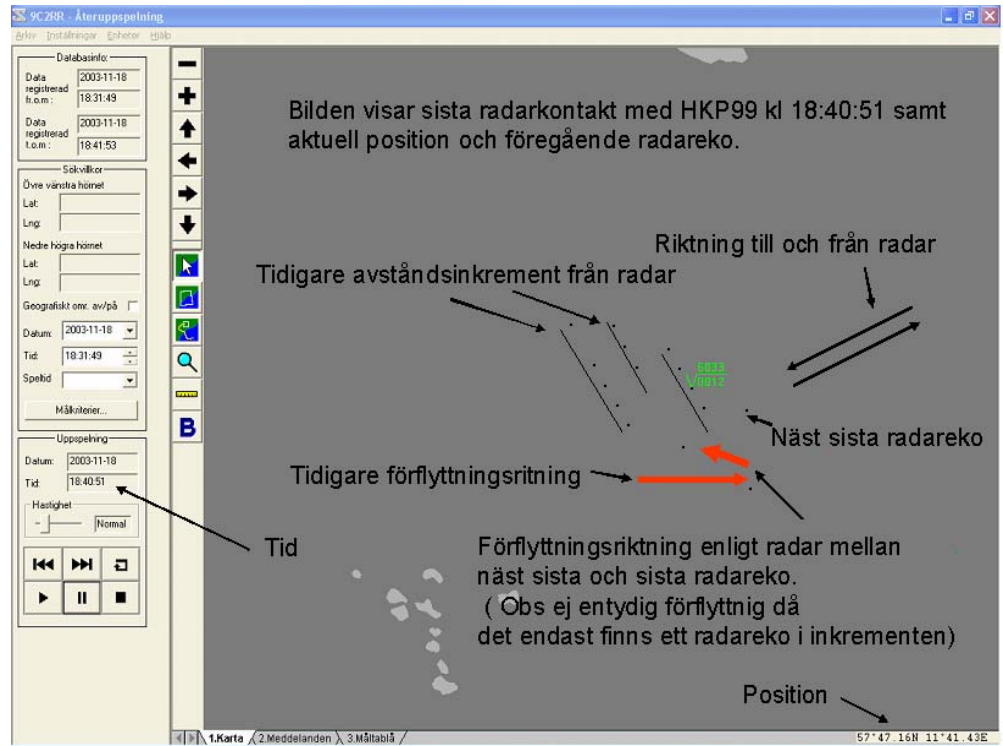 9C2RR - Återuppspelning
Arkiv Inställningar Enheter Hjälp
Databasinfo:
Data
registrerad
fr.o.m :
2003-11-18
18:31:49
Data
registrerad
t.o.m :
2003-11-18
18:41:53
Sökvillkor
Övre vänstra hörnet
Lat:
Lng:
Nedre högra hörnet
Lat:
Lng:
Geografiskt omr. av/på
Datum: 2003-11-18
Tid: 18:31:49
Speltid
Målkriterier...
Uppspelning
Datum: 2003-11-18
Tid: 18:40:51
Hastighet
Normal
B
Bilden visar sista radarkontakt med HKP99 kl 18:40:51 samt
aktuell position och föregående radareko.
Riktning till och från radar
Tidigare avståndsinkrement från radar
6033
0012
Näst sista radareko
Tidigare förflyttningsritning
Tid
Förflyttningsriktning enligt radar mellan
näst sista och sista radareko.
( Obs ej entydig förflyttnig då
det endast finns ett radareko i inkrementen)
Position
1.Karta 2.Meddelanden 3.Måltablå
57°47.16N 11°41.43E